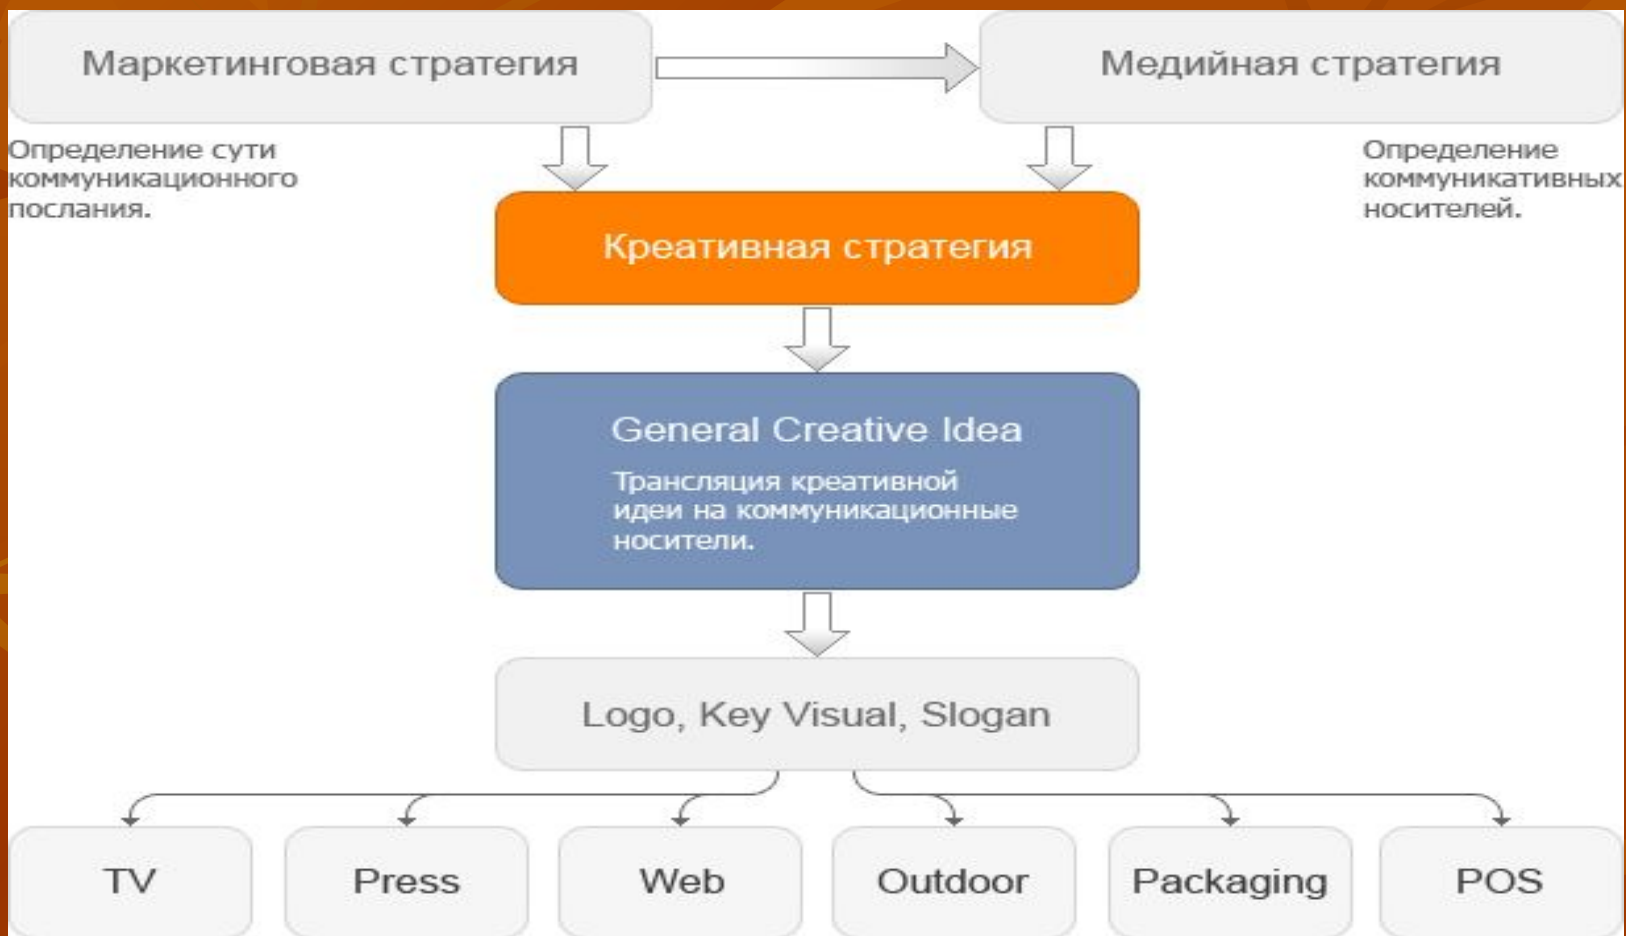 Маркетинговая стратегия
Медийная стратегия
Определение сути
коммуникационного
послания.
Определение
коммуникативных
носителей.
Креативная стратегия
General Creative Idea
Трансляция креативной
идеи на коммуникационные
носители.
Logo, Key Visual, Slogan
TV
Press
Web
Outdoor
Packaging
POS